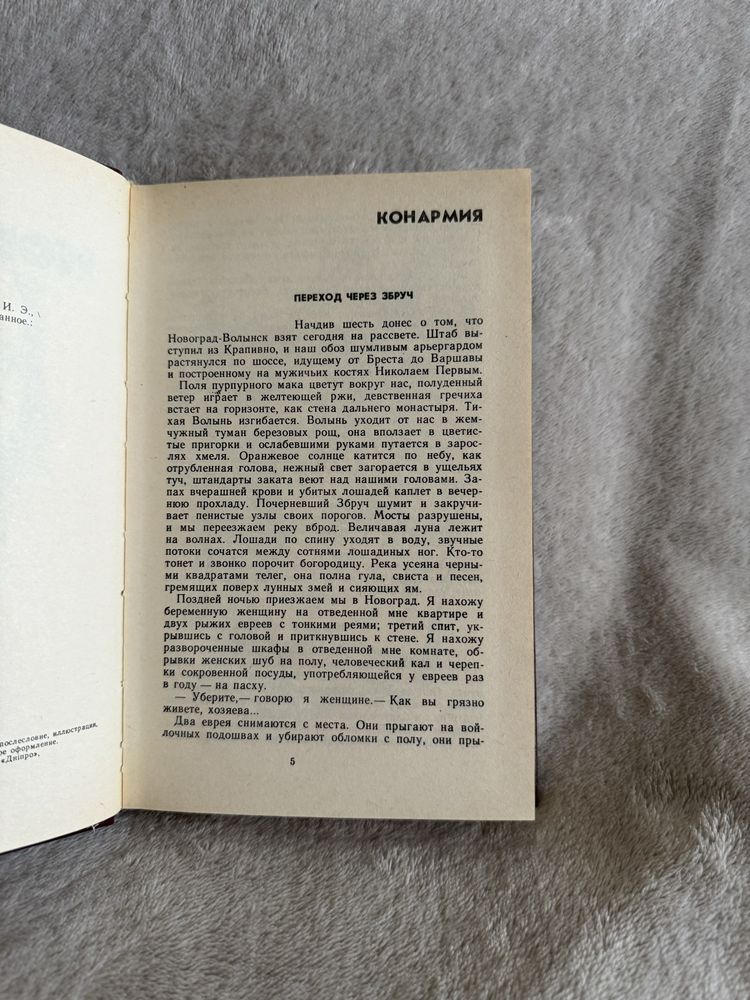 И. Э.,
анное.:
послесловие, иллюстрации,
ое оформление.
«Дніпро»,
КОНАРМИЯ
ПЕРЕХОД ЧЕРЕЗ ЗБРУЧ
Начдив шесть донес о том, что
Новоград-Волынск взят сегодня на рассвете. Штаб вы-
ступил из Крапивно, и наш обоз шумливым арьергардом
растянулся по шоссе, идущему от Бреста до Варшавы
и построенному на мужичьих костях Николаем Первым.
Поля пурпурного мака цветут вокруг нас, полуденный
ветер играет в желтеющей ржи, девственная гречиха
встает на горизонте, как стена дальнего монастыря. Ти-
хая Волынь изгибается. Волынь уходит от нас в жем-
чужный туман березовых рощ, она вползает в цветис-
тые пригорки и ослабевшими руками путается в зарос-
лях хмеля. Оранжевое солнце катится по небу, как
отрубленная голова, нежный свет загорается в ущельях
туч, штандарты заката веют над нашими головами. За-
пах вчерашней крови и убитых лошадей каплет в вечер-
нюю прохладу. Почерневший Збруч шумит и закручи-
вает пенистые узлы своих порогов. Мосты разрушены,
и мы переезжаем реку вброд. Величавая луна лежит
на волнах. Лошади по спину уходят в воду, звучные
потоки сочатся между сотнями лошадиных ног. Кто-то
тонет и звонко порочит богородицу. Река усеяна черны-
ми квадратами телег, она полна гула, свиста и песен,
гремящих поверх лунных змей и сияющих ям.
Поздней ночью приезжаем мы в Новоград. Я нахожу
беременную женщину на отведенной мне квартире и
двух рыжих евреев с тонкими шеями; третий спит, ук-
рывшись с головой и приткнувшись к стене. Я нахожу
развороченные шкафы в отведенной мне комнате, об-
рывки женских шуб на полу, человеческий кал и череп-
ки сокровенной посуды, употребляющейся у евреев раз
в году — на пасху.
— Уберите,— говорю я женщине.— Как вы грязно
живете, хозяева...
Два еврея снимаются с места. Они прыгают на вой-
лочных подошвах и убирают обломки с полу, они пры-
5